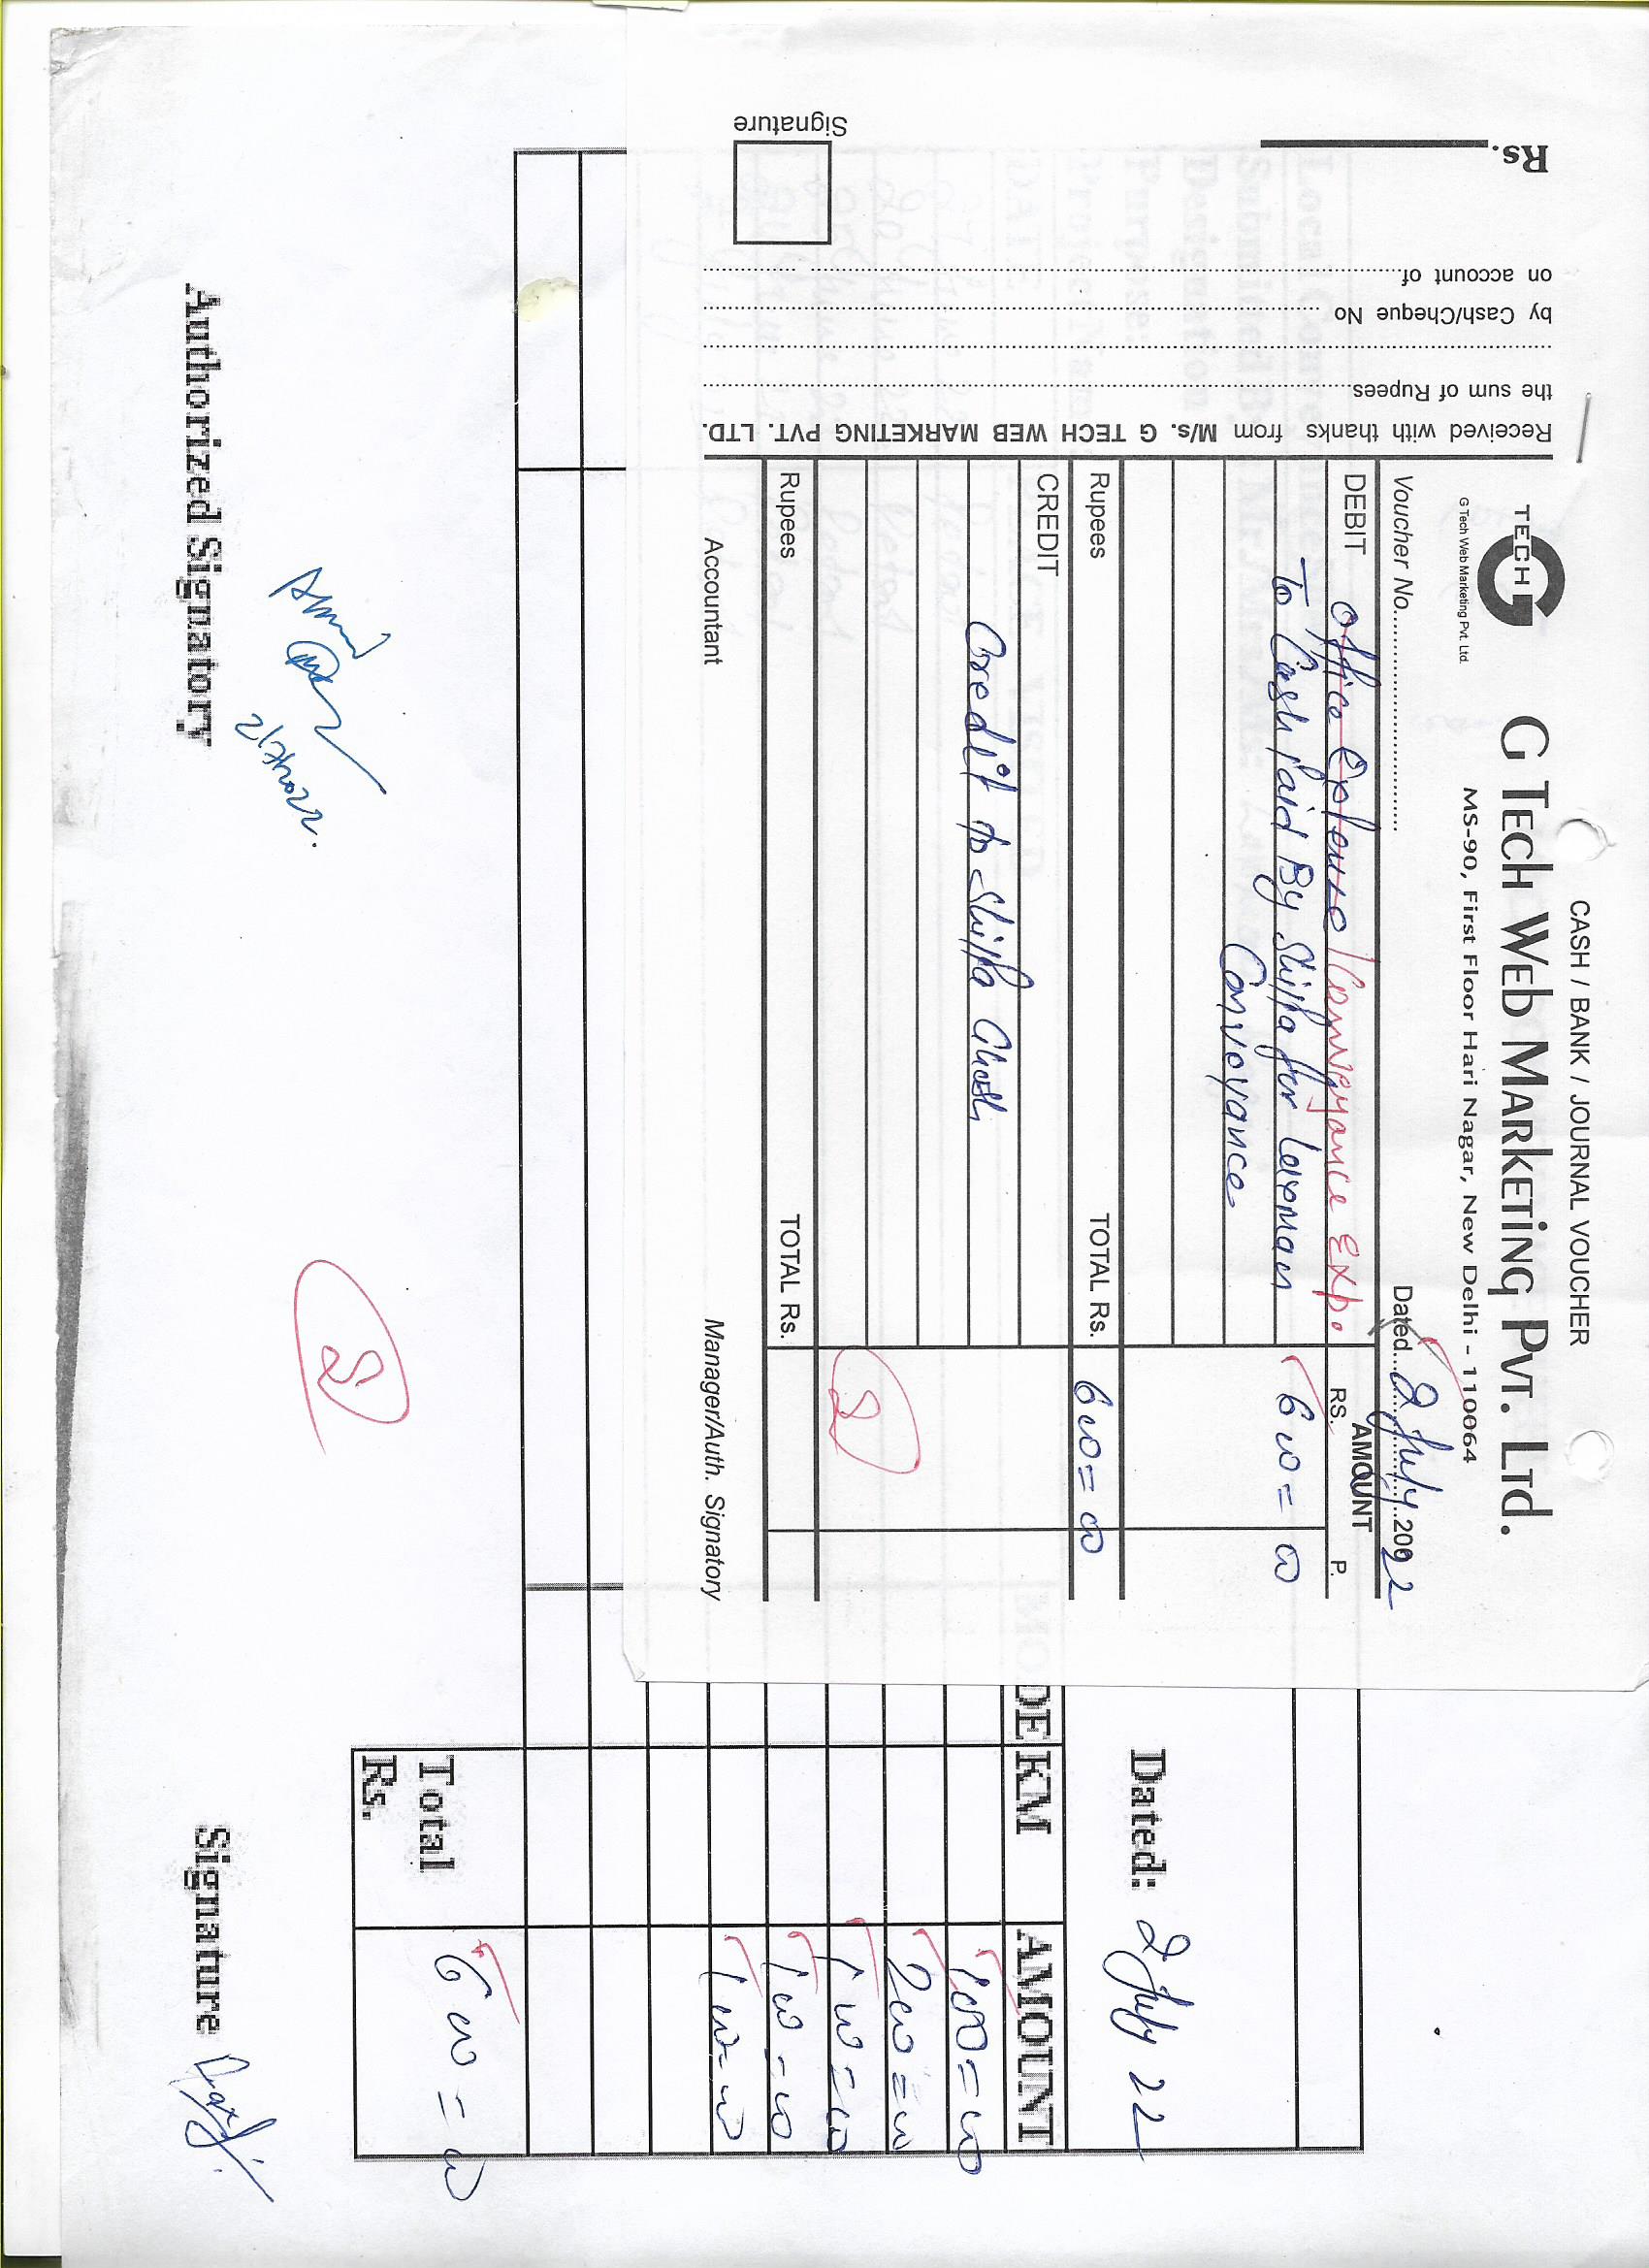 CASH / BANK / JOURNAL VOUCHER
TECH G
G Tech Web Marketing Pvt. Ltd.
G Tech Web Marketing Pvt. Ltd.
MS-90, First Floor Hari Nagar, New Delhi - 110064
Voucher No. Dated 2 July 2022
DEBIT Office Expense / Conveyance Exp. AMOUNT
RS. P.
To Cash Paid By Shilpa for Laxman 600=00
Conveyance
Rupees TOTAL Rs. 600=00
CREDIT
Credit to Shilpa Ghosh
Rupees TOTAL Rs.
Accountant Manager/Auth. Signatory
Received with thanks from M/s. G TECH WEB MARKETING PVT. LTD.
the sum of Rupees
by Cash/Cheque No
on account of
Rs.
Signature
Dated: 2 July 22
KM AMOUNT
100=00
200=00
100=00
100=00
100=00
Total
Rs. 600=00
Authorized Signatory Signature